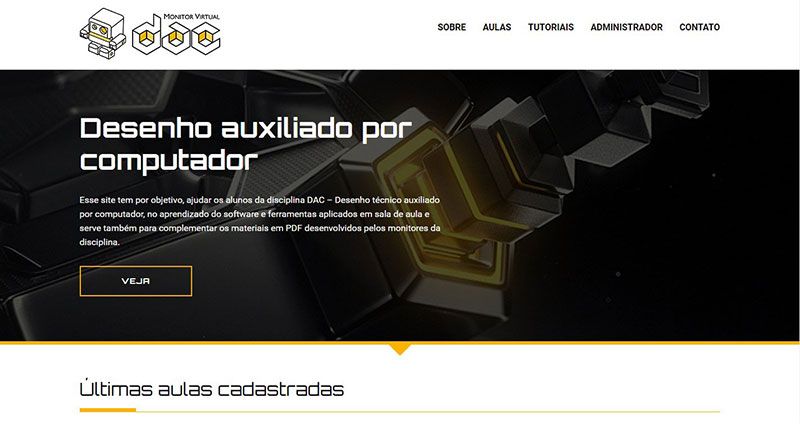 MONITOR VIRTUAL
dac
SOBRE AULAS TUTORIAIS ADMINISTRADOR CONTATO
Desenho auxiliado por
computador
Esse site tem por objetivo, ajudar os alunos da disciplina DAC – Desenho técnico auxiliado
por computador, no aprendizado do software e ferramentas aplicados em sala de aula e
serve também para complementar os materiais em PDF desenvolvidos pelos monitores da
disciplina.
VEJA
Últimas aulas cadastradas